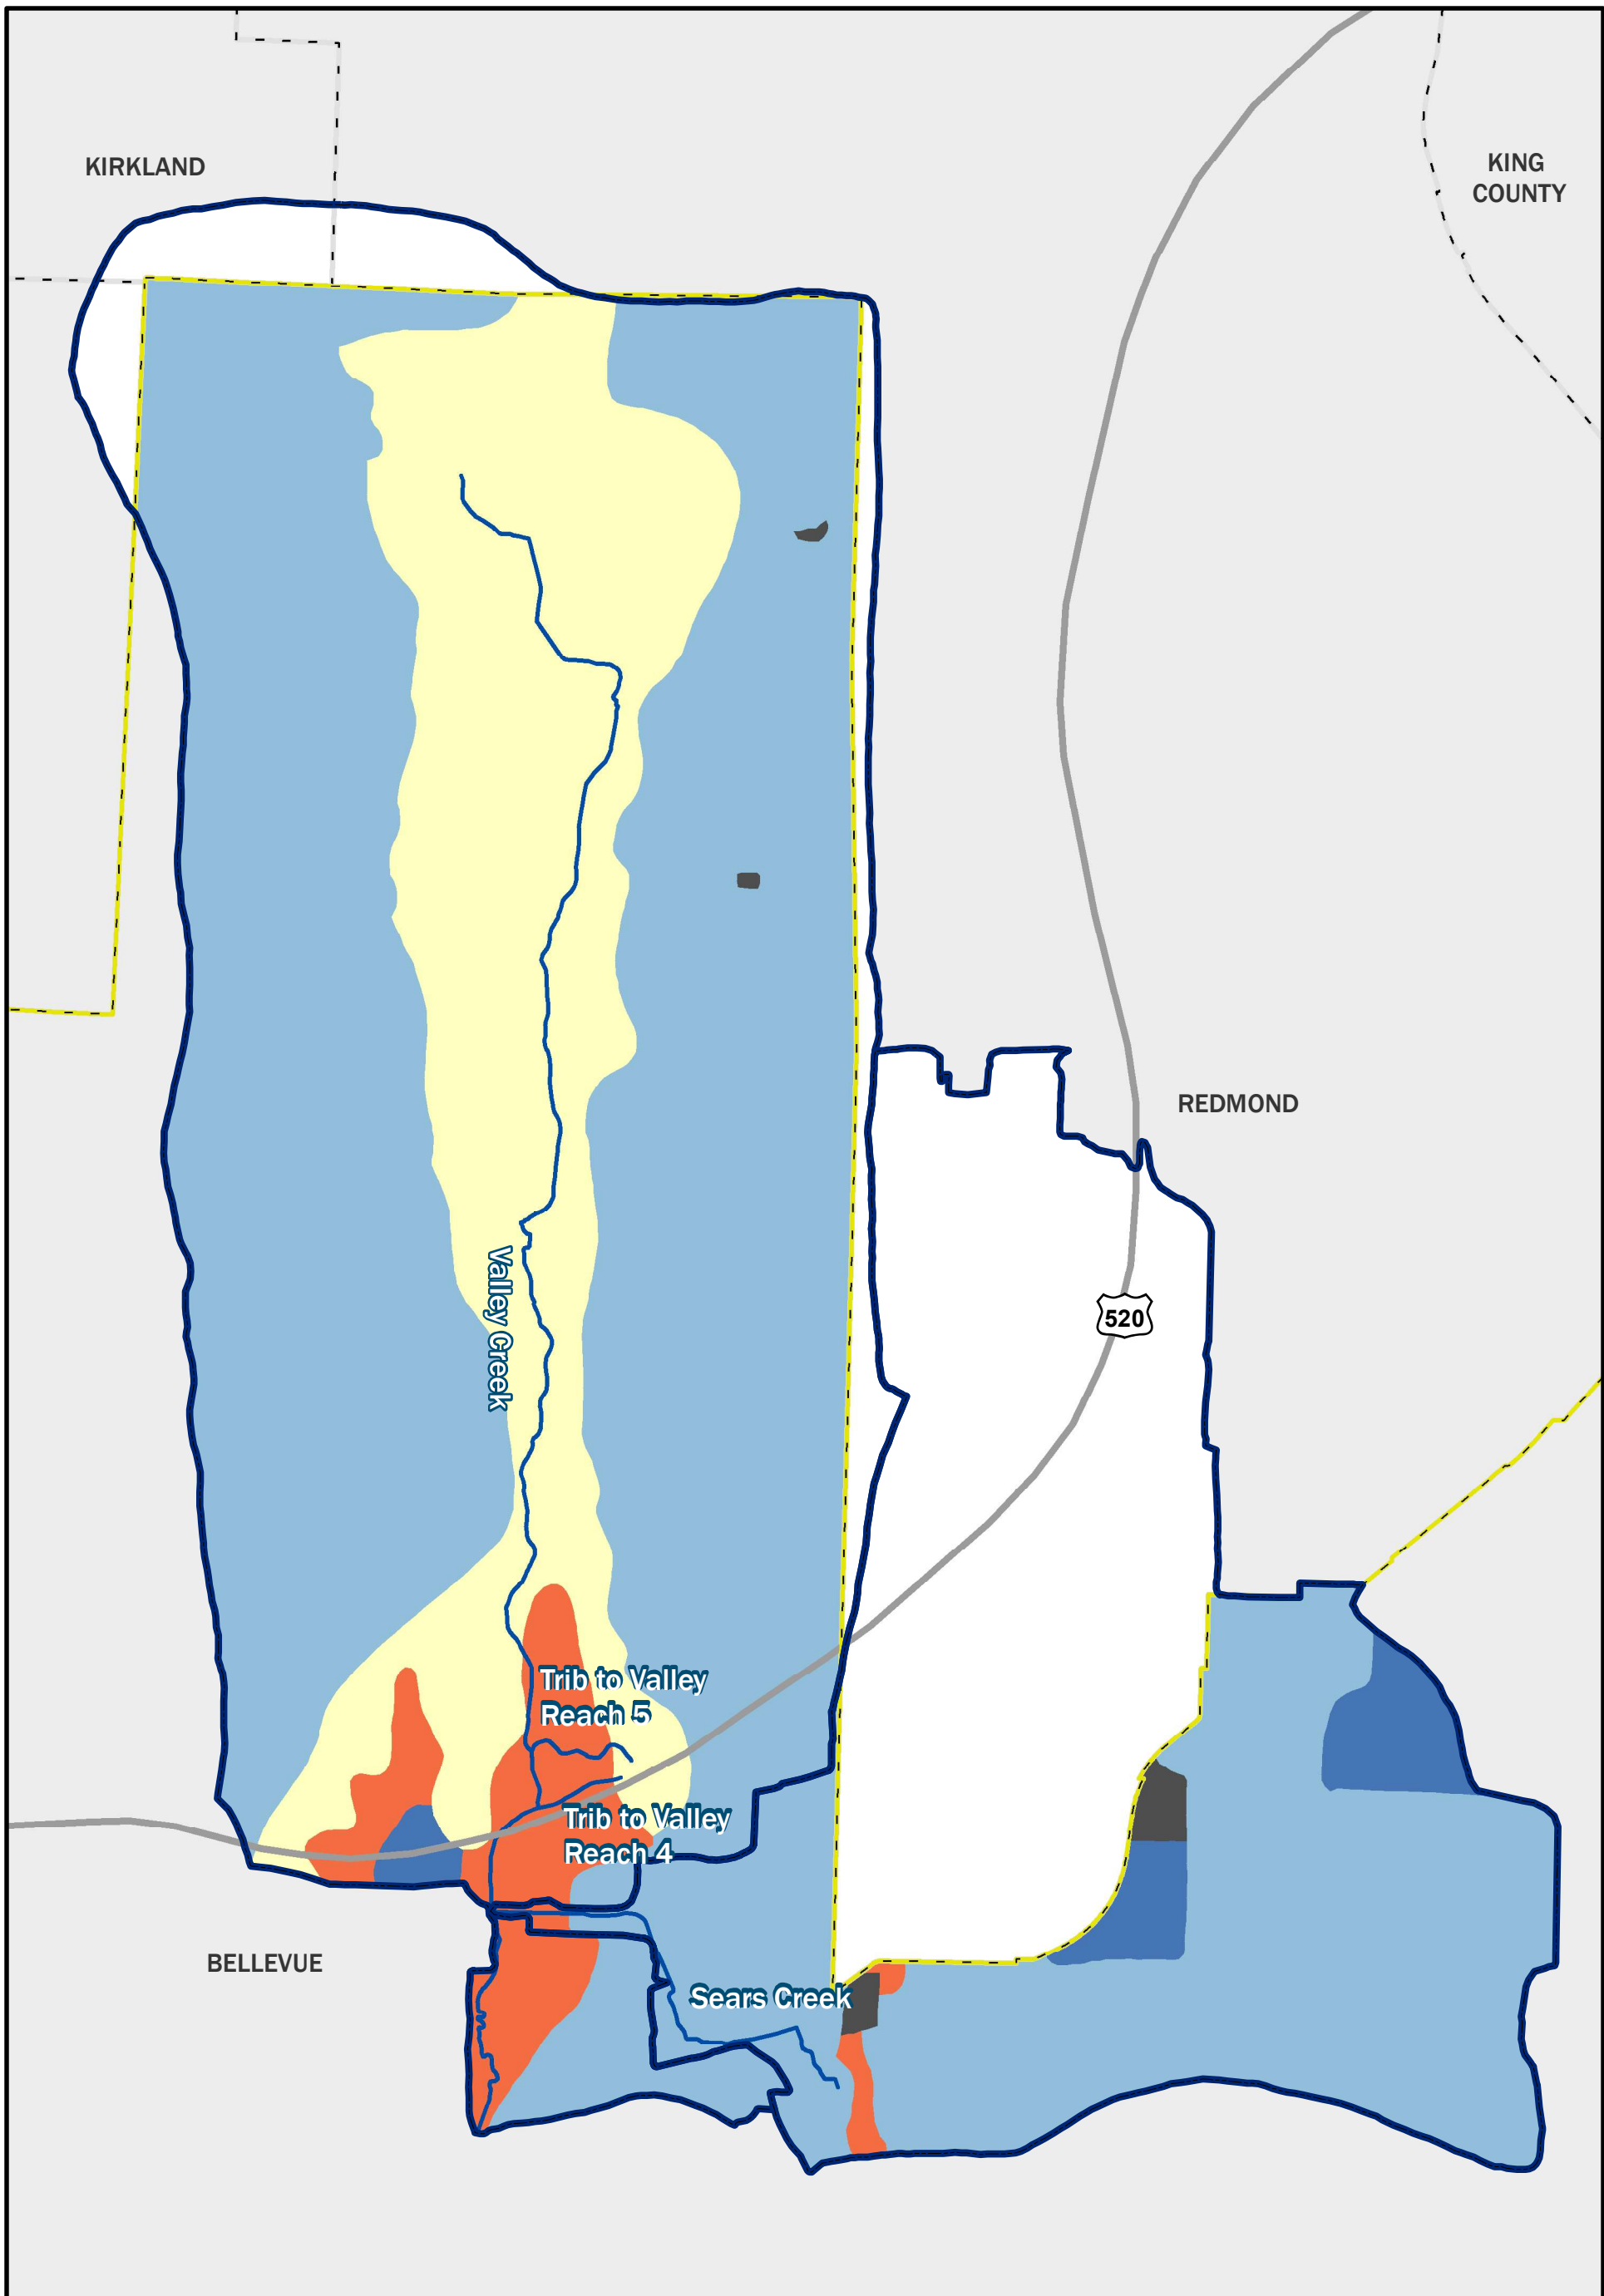 KIRKLAND
KING
COUNTY
REDMOND
Valley Creek
520
Trib to Valley
Reach 5
Trib to Valley
Reach 4
BELLEVUE
Sears Creek